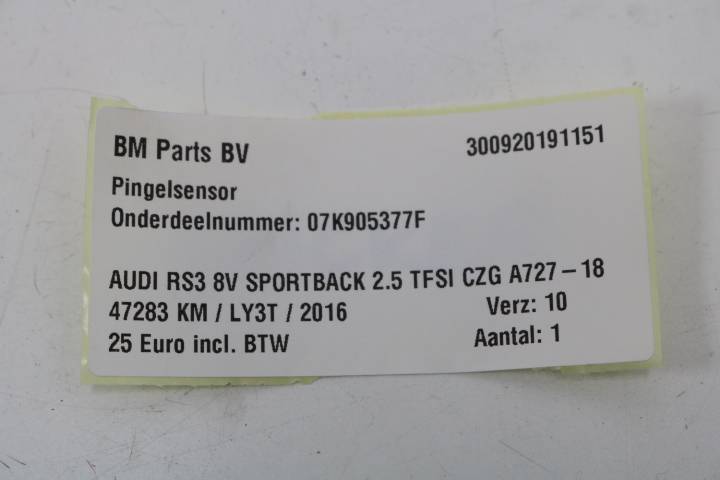 BM Parts BV 300920191151
Pingelsensor
Onderdeelnummer: 07K905377F
AUDI RS3 8V SPORTBACK 2.5 TFSI CZG A727-18
47283 KM / LY3T / 2016 Verz: 10
25 Euro incl. BTW Aantal: 1